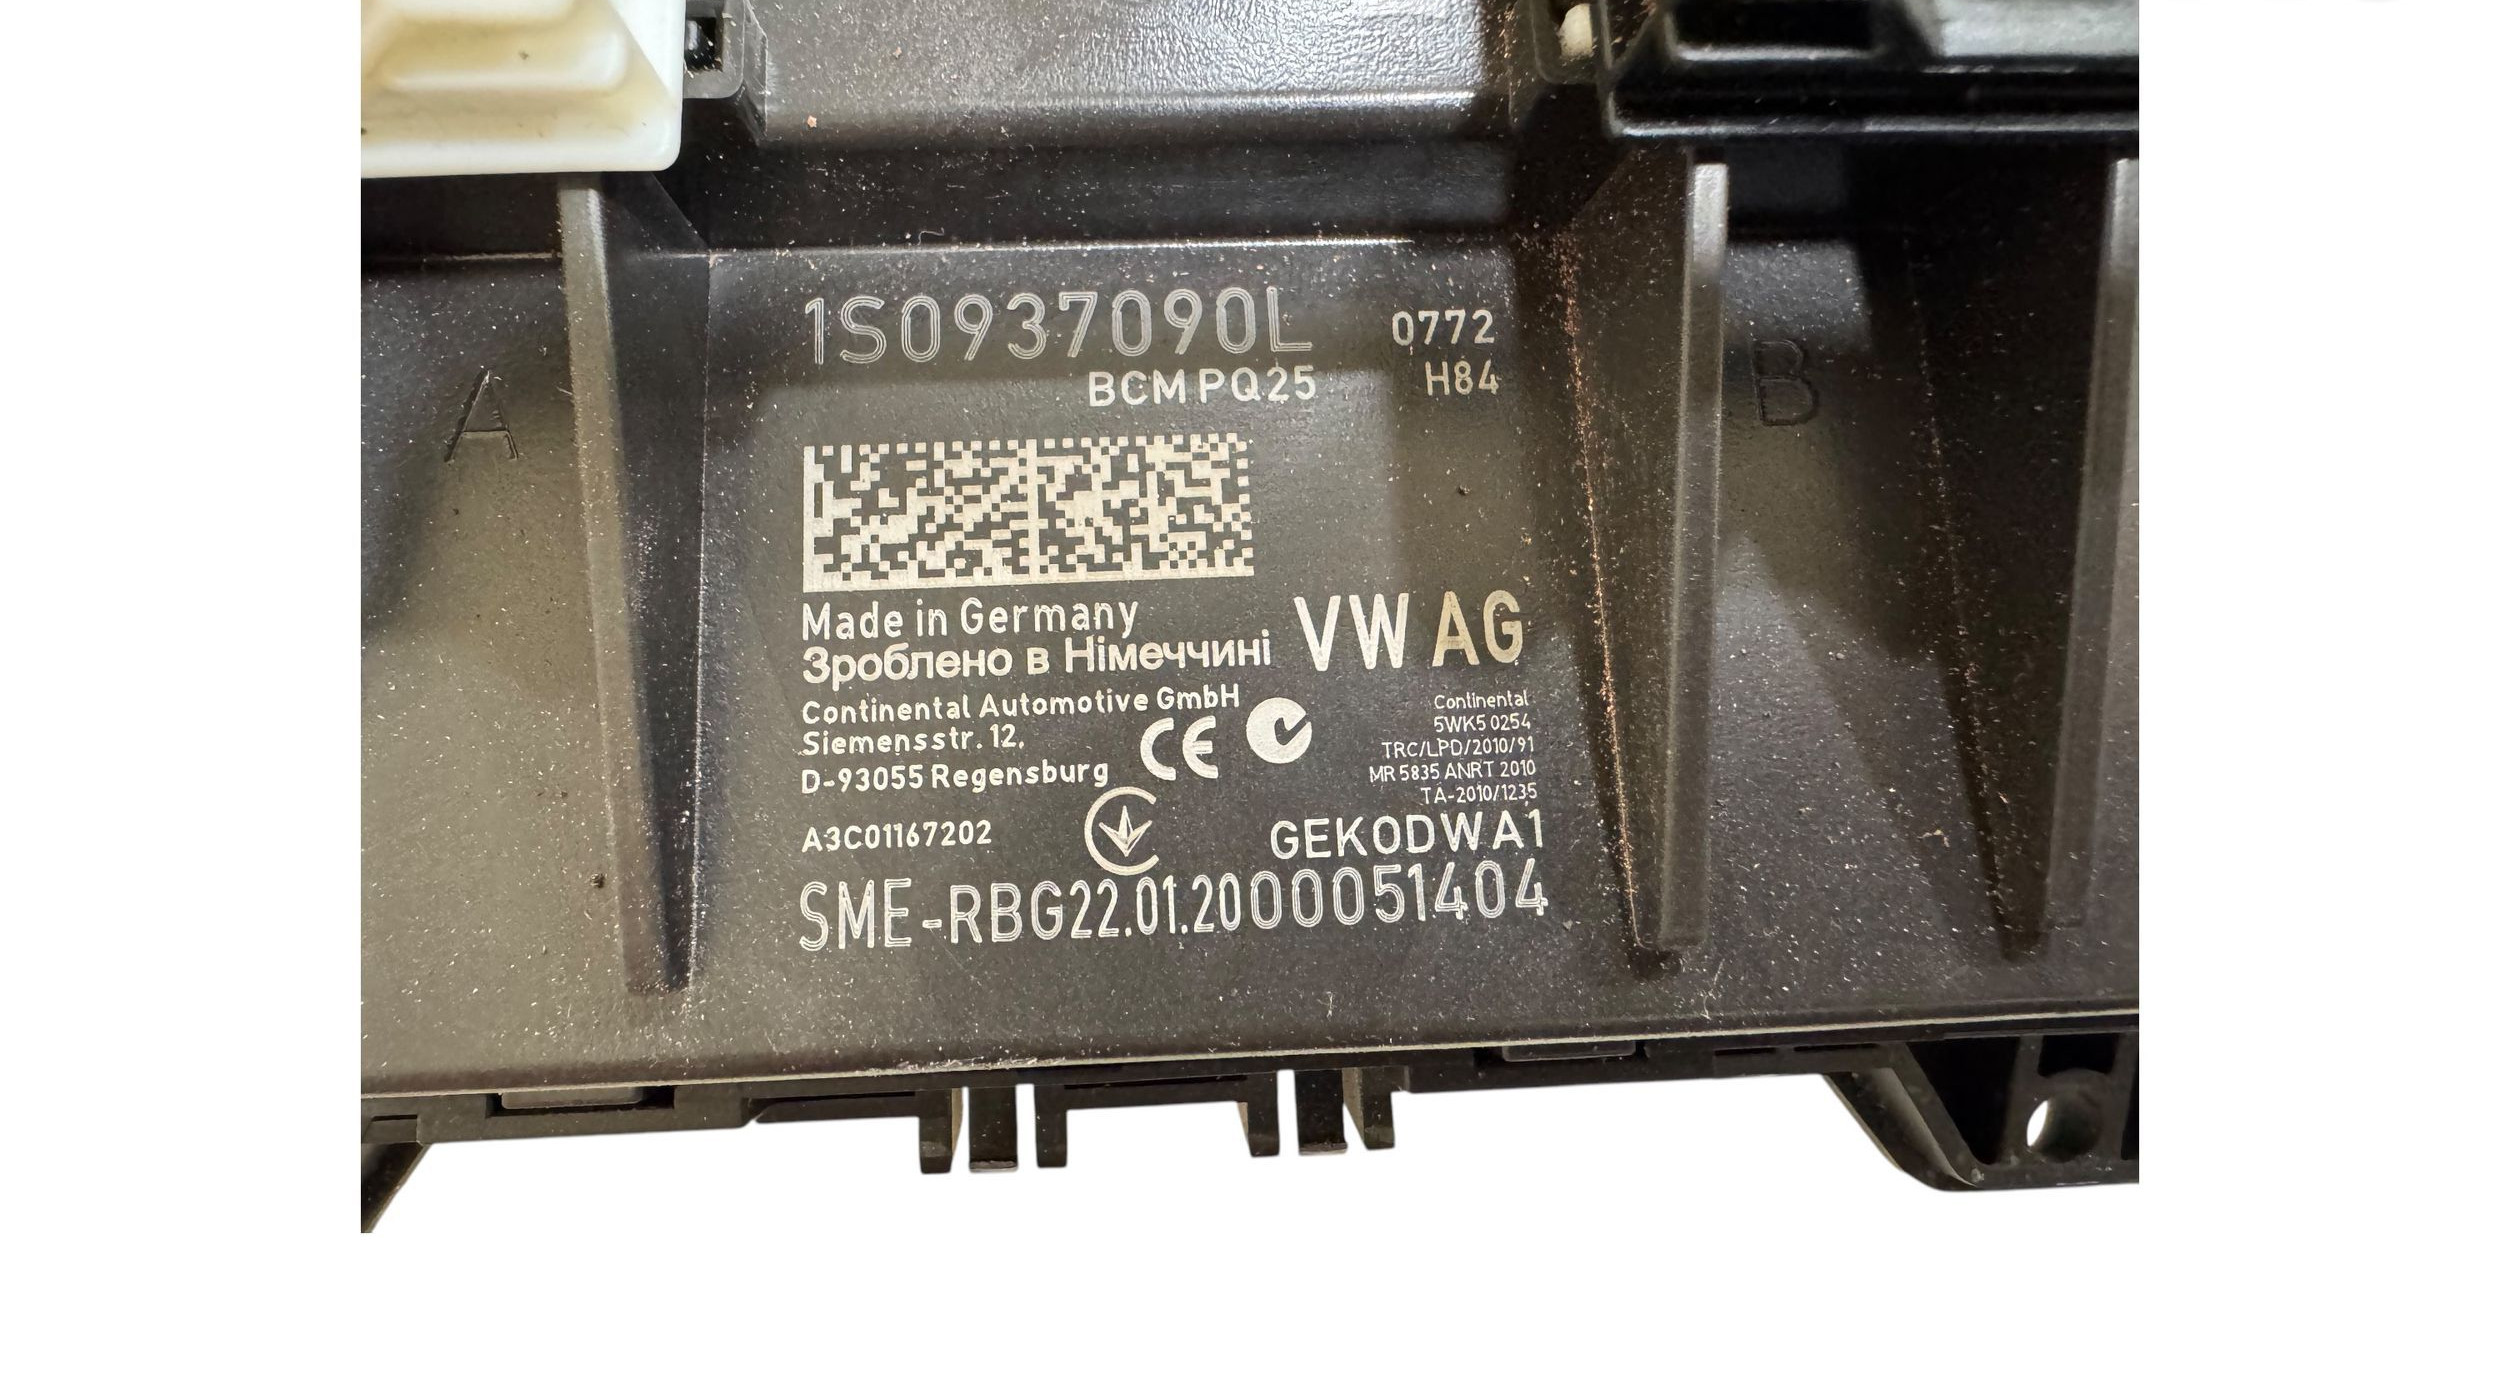 1S0937090L 0772
BCM PQ25 H84
A
B
Made in Germany
Зроблено в Німеччині
VW AG
Continental Automotive GmbH
Siemensstr. 12.
D-93055 Regensburg
CE
Continental
5WK5 0254
TRC/LPD/2010/91
MR 5835 ANRT 2010
TA-2010/1235
A3C01167202
GEK0DWA1
SME-RBG22.01.2000051404